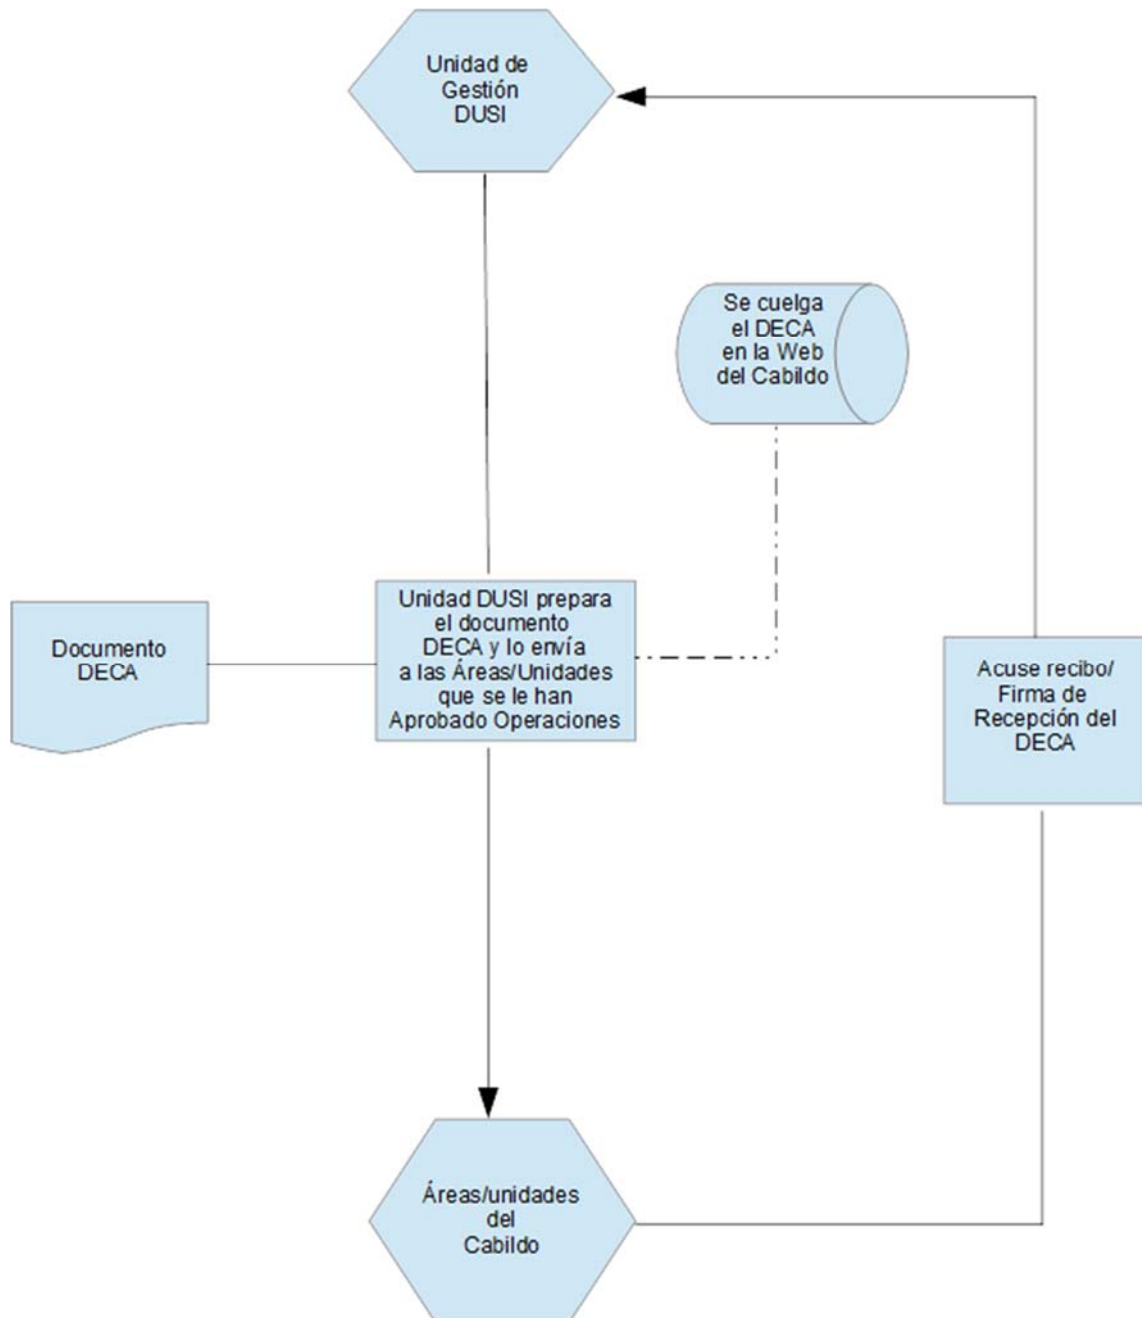 Unidad de
Gestión
DUSI
Se cuelga
el DECA
en la Web
del Cabildo
Unidad DUSI prepara
el documento
DECA y lo envía
a las Áreas/Unidades
que se le han
Aprobado Operaciones
Documento
DECA
Acuse recibo/
Firma de
Recepción del
DECA
Áreas/unidades
del
Cabildo